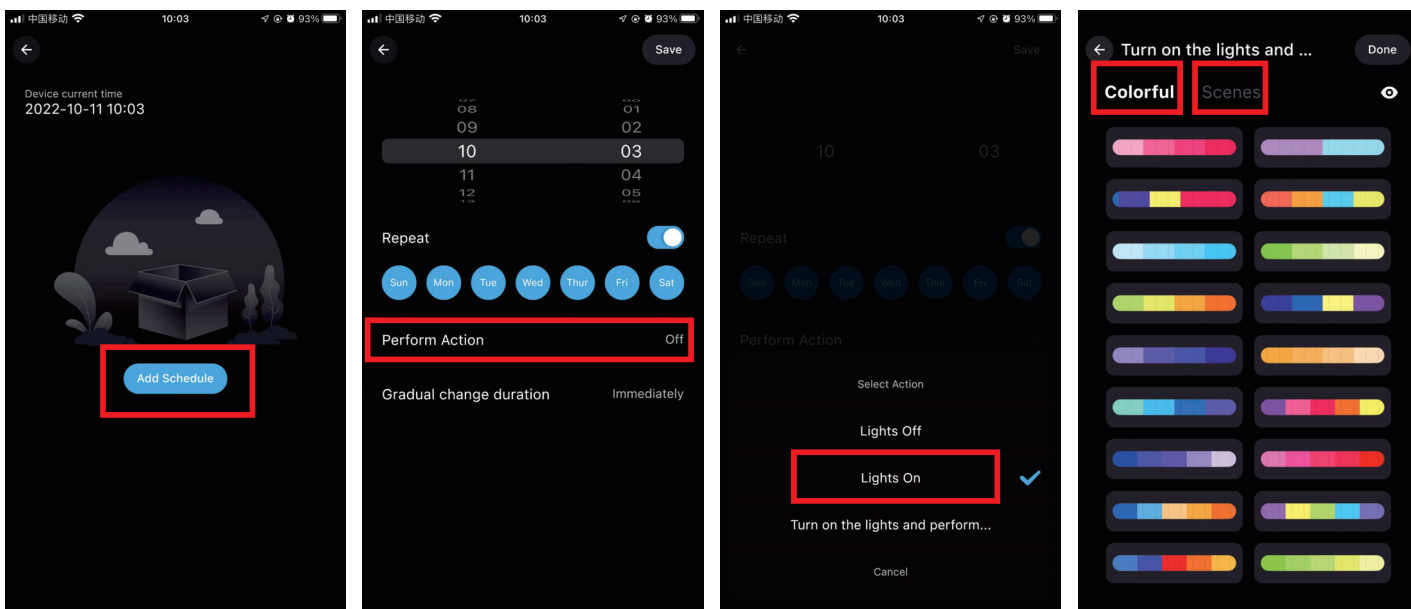 中国移动 10:03 93%
Device current time
2022-10-11 10:03
Add Schedule
中国移动 10:03 93%
Save
07 00
08 01
09 02
10 03
11 04
12 05
13 06
Repeat
Sun Mon Tue Wed Thur Fri Sat
Perform Action Off
Gradual change duration Immediately
中国移动 10:03 93%
Save
10 03
Repeat
Sun Mon Tue Wed Thur Fri Sat
Perform Action
Select Action
Lights Off
Lights On
Turn on the lights and perform...
Cancel
Turn on the lights and ... Done
Colorful Scenes